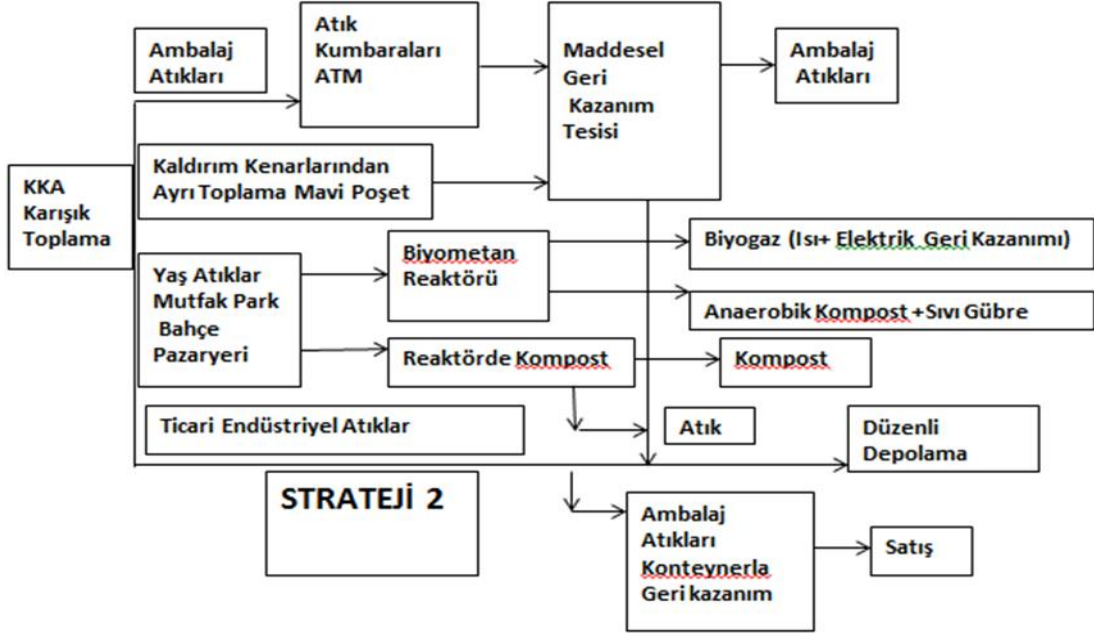 Ambalaj
Atıkları
Atık
Kumbaraları
ATM
Maddesel
Geri
Kazanım
Tesisi
Ambalaj
Atıkları
KKA
Karışık
Toplama
Kaldırım Kenarlarından
Ayrı Toplama Mavi Poşet
Yaş Atıklar
Mutfak Park
Bahçe
Pazaryeri
Biyometan
Reaktörü
Biyogaz (Isı+ Elektrik Geri Kazanımı)
Anaerobik Kompost +Sıvı Gübre
Reaktörde Kompost
Kompost
Ticari Endüstriyel Atıklar
Atık
Düzenli
Depolama
STRATEJİ 2
Ambalaj
Atıkları
Konteynerla
Geri kazanım
Satış